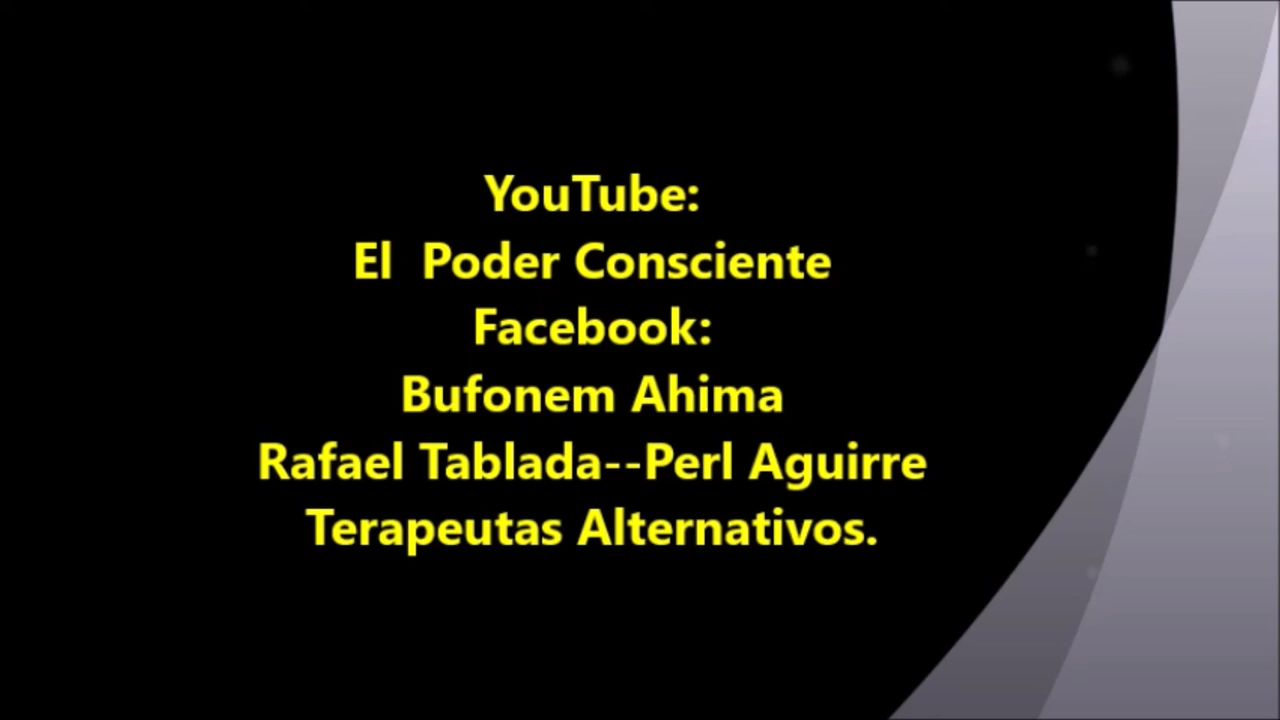 YouTube:
El  Poder Consciente
Facebook:
Bufonem Ahima
Rafael Tablada--Perl Aguirre
Terapeutas Alternativos.